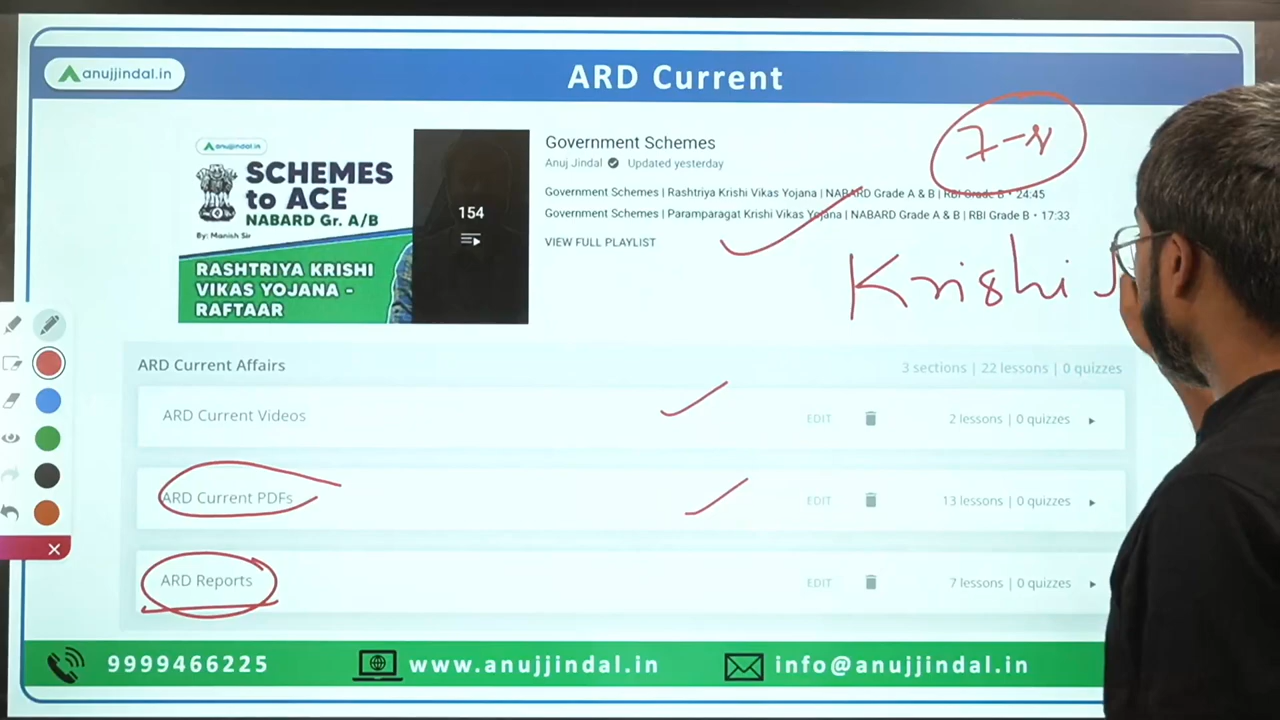 anujjindal.in
ARD Current
anujjindal.in
SCHEMES
to ACE
NABARD Gr. A/B
By: Manish Sir
RASHTRIYA KRISHI
VIKAS YOJANA -
RAFTAAR
154
Government Schemes
Anuj Jindal Updated yesterday
Government Schemes | Rashtriya Krishi Vikas Yojana | NABARD Grade A & B | RBI Grade B • 24:45
Government Schemes | Paramparagat Krishi Vikas Yojana | NABARD Grade A & B | RBI Grade B • 17:33
VIEW FULL PLAYLIST
Krishi
ARD Current Affairs
3 sections | 22 lessons | 0 quizzes
ARD Current Videos
EDIT
2 lessons | 0 quizzes
ARD Current PDFs
EDIT
13 lessons | 0 quizzes
ARD Reports
EDIT
7 lessons | 0 quizzes
9999466225
www.anujjindal.in
info@anujjindal.in